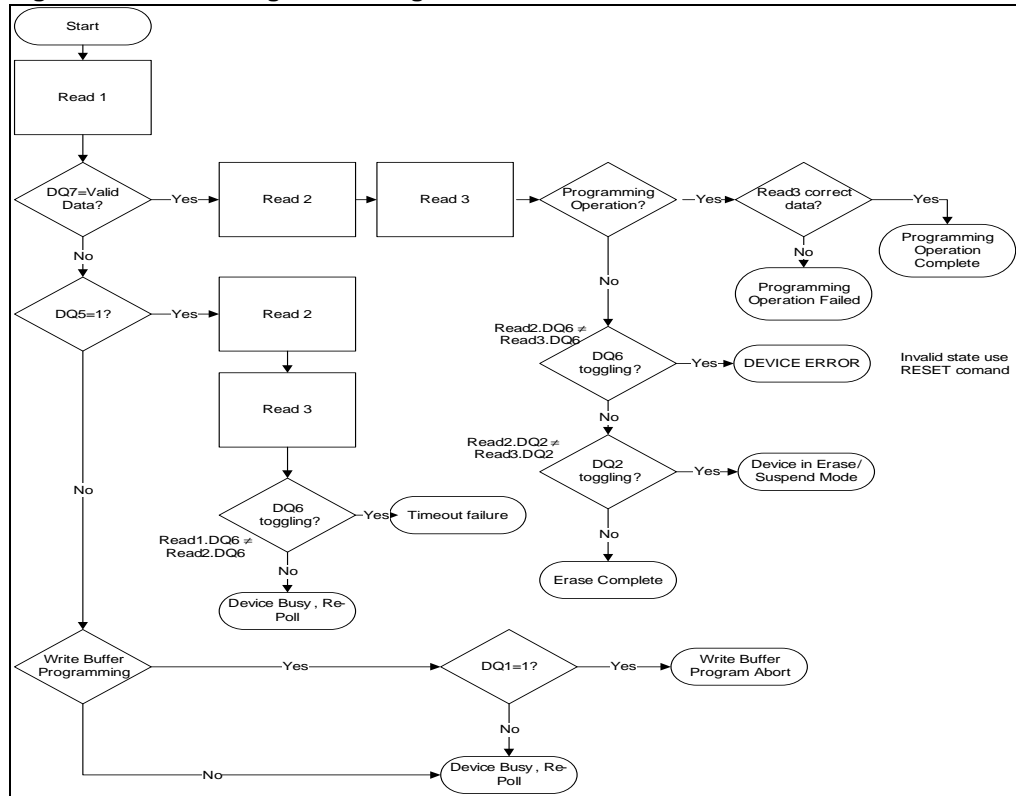 Start
Read 1
DQ7=Valid
Data?
Yes
Read 2
Read 3
Programming
Operation?
Yes
Read3 correct
data?
Yes
Programming
Operation
Complete
No
Programming
Operation Failed
No
No
DQ5=1?
Yes
Read 2
Read2.DQ6 ≠
Read3.DQ6
DQ6
toggling?
Yes
DEVICE ERROR
Invalid state use
RESET comand
Read 3
No
Read2.DQ2 ≠
Read3.DQ2
DQ2
toggling?
Yes
Device in Erase/
Suspend Mode
No
DQ6
toggling?
Yes
Timeout failure
Read1.DQ6 ≠
Read2.DQ6
No
No
Erase Complete
Device Busy, Re-
Poll
Write Buffer
Programming
Yes
DQ1=1?
Yes
Write Buffer
Program Abort
No
No
Device Busy, Re-
Poll